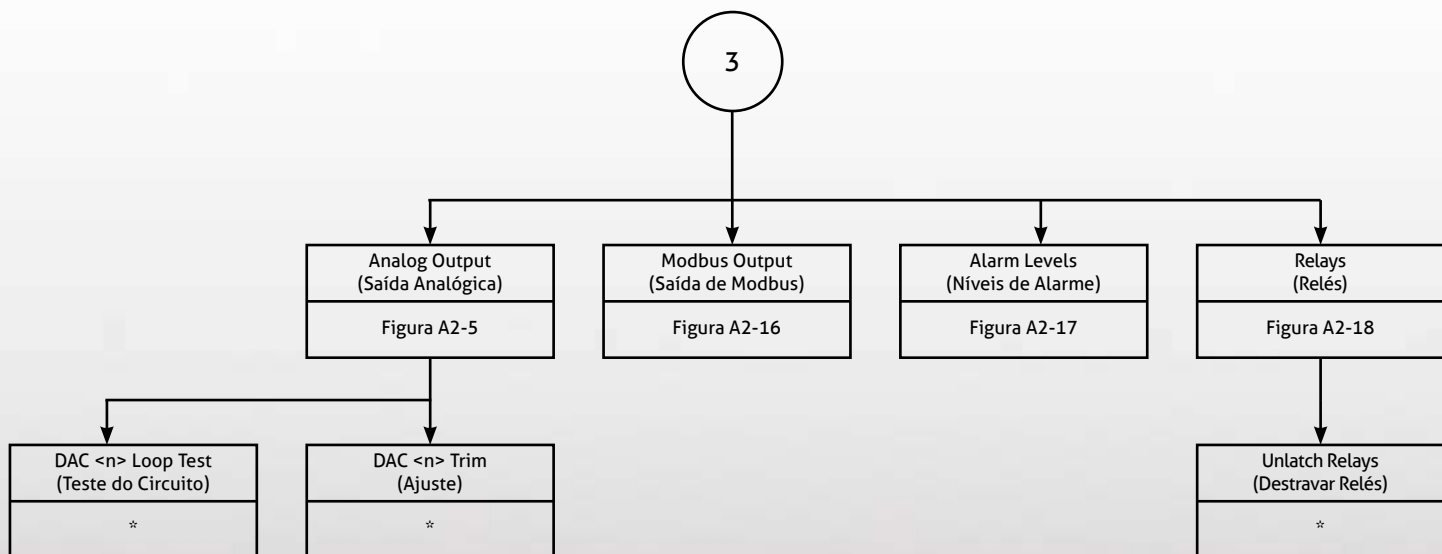 3
Analog Output
(Saída Analógica)
Figura A2-5
Modbus Output
(Saída de Modbus)
Figura A2-16
Alarm Levels
(Níveis de Alarme)
Figura A2-17
Relays
(Relés)
Figura A2-18
DAC <n> Loop Test
(Teste do Circuito)
*
DAC <n> Trim
(Ajuste)
*
Unlatch Relays
(Destravar Relés)
*